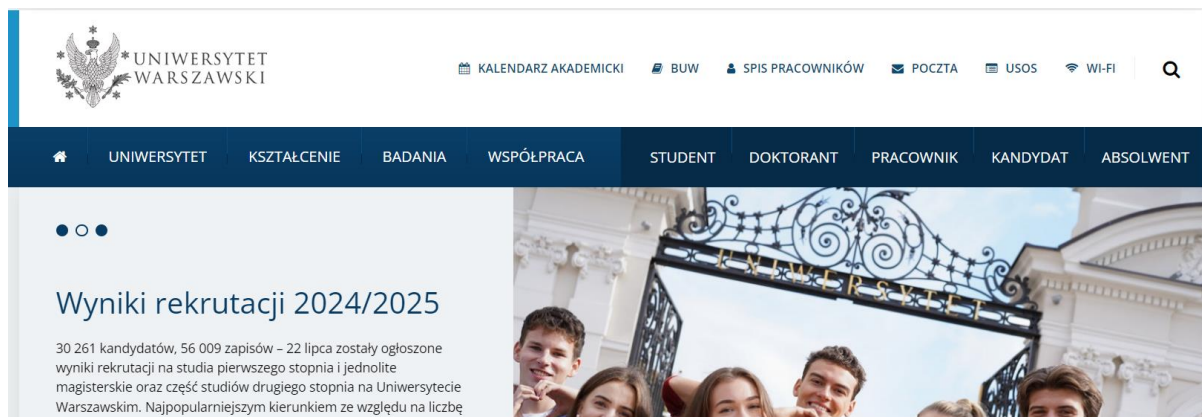 UNIWERSYTET
WARSZAWSKI
KALENDARZ AKADEMICKI BUW SPIS PRACOWNIKÓW POCZTA USOS WI-FI
UNIWERSYTET KSZTAŁCENIE BADANIA WSPÓŁPRACA STUDENT DOKTORANT PRACOWNIK KANDYDAT ABSOLWENT
Wyniki rekrutacji 2024/2025
30 261 kandydatów, 56 009 zapisów – 22 lipca zostały ogłoszone
wyniki rekrutacji na studia pierwszego stopnia i jednolite
magisterskie oraz część studiów drugiego stopnia na Uniwersytecie
Warszawskim. Najpopularniejszym kierunkiem ze względu na liczbę
UNIWERSYTET